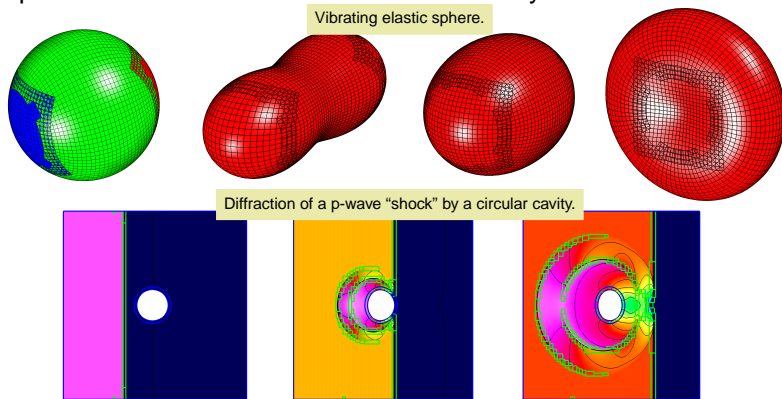 Vibrating elastic sphere.
Diffraction of a p-wave “shock” by a circular cavity.